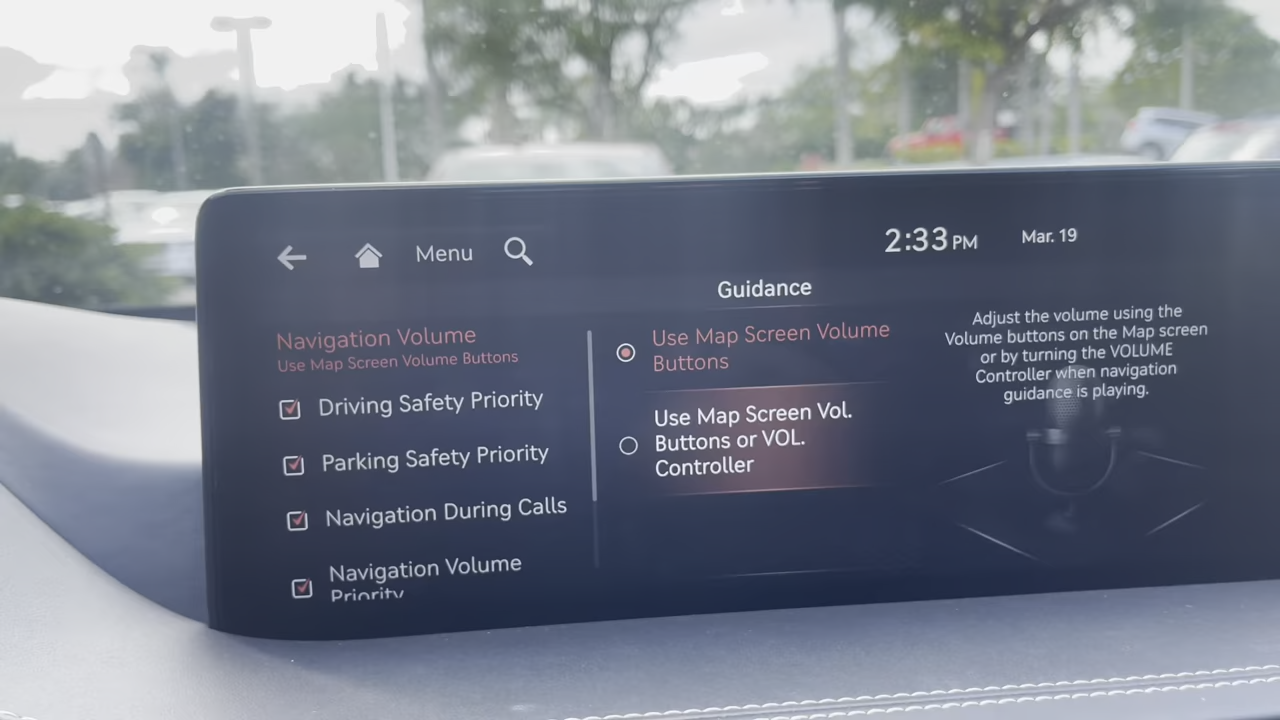 Menu
2:33 PM
Mar. 19
Guidance
Navigation Volume
Use Map Screen Volume Buttons
Driving Safety Priority
Parking Safety Priority
Navigation During Calls
Navigation Volume
Priority
Use Map Screen Volume
Buttons
Use Map Screen Vol.
Buttons or VOL.
Controller
Adjust the volume using the
Volume buttons on the Map screen
or by turning the VOLUME
Controller when navigation
guidance is playing.